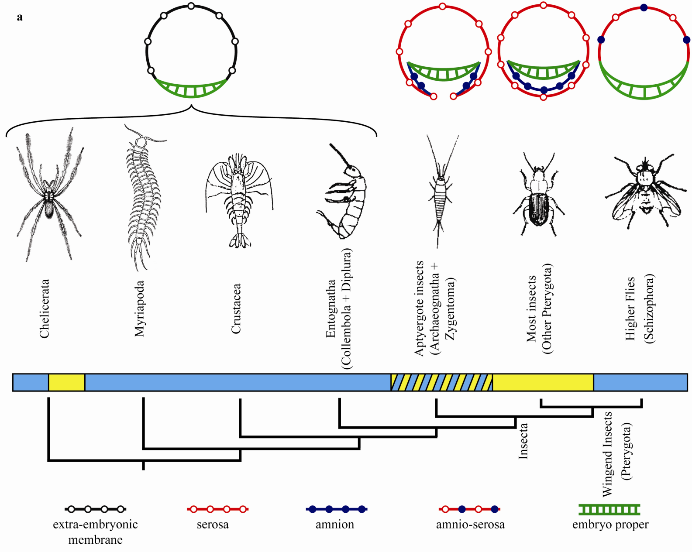 a
Chelicerata
Myriapoda
Crustacea
Entognatha
(Collembola + Diplura)
Aptyergote insects
(Archaeognatha +
Zygentoma)
Most insects
(Other Pterygota)
Higher Flies
(Schizophora)
Insecta
Wingend Insects
(Pterygota)
extra-embryonic
membrane
serosa
amnion
amnio-serosa
embryo proper